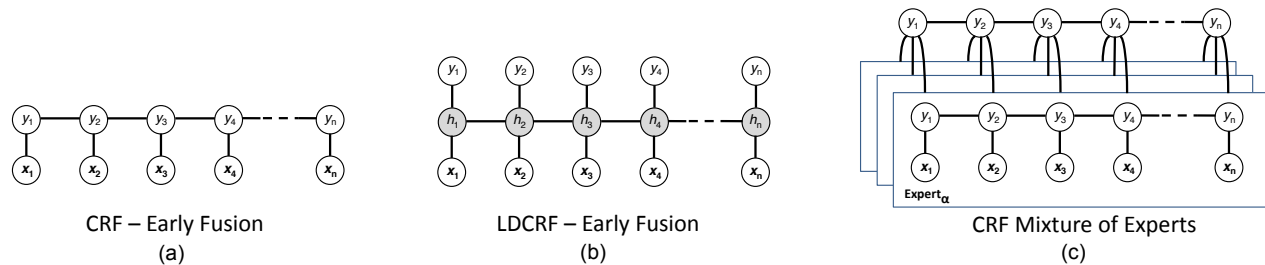 y1 y2 y3 y4 yn
x1 x2 x3 x4 xn
CRF – Early Fusion
(a)
y1 y2 y3 y4 yn
h1 h2 h3 h4 hn
x1 x2 x3 x4 xn
LDCRF – Early Fusion
(b)
y1 y2 y3 y4 yn
y1 y2 y3 y4 yn
x1 x2 x3 x4 xn
Expertα
CRF Mixture of Experts
(c)